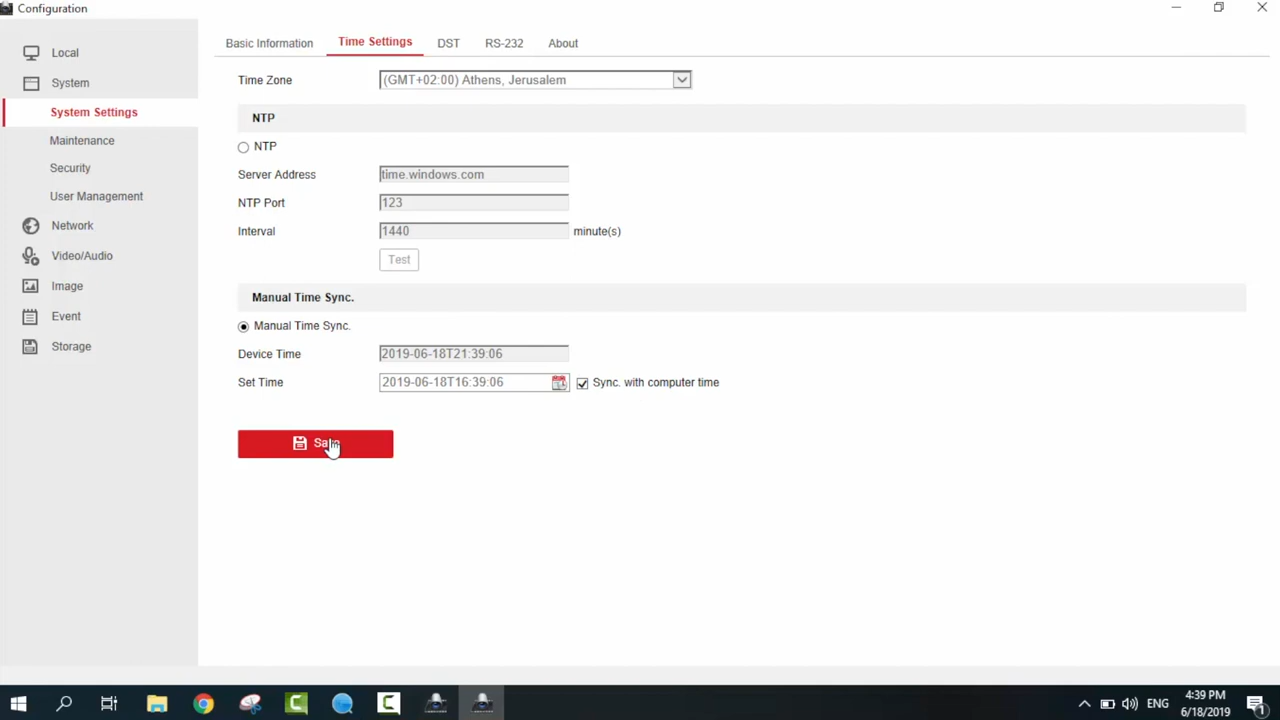 Configuration
Local
System
System Settings
Maintenance
Security
User Management
Network
Video/Audio
Image
Event
Storage
Basic Information Time Settings DST RS-232 About
Time Zone (GMT+02:00) Athens, Jerusalem
NTP
NTP
Server Address time.windows.com
NTP Port 123
Interval 1440 minute(s)
Test
Manual Time Sync.
Manual Time Sync.
Device Time 2019-06-18T21:39:06
Set Time 2019-06-18T16:39:06 Sync. with computer time
Save
ENG
4:39 PM
6/18/2019
1